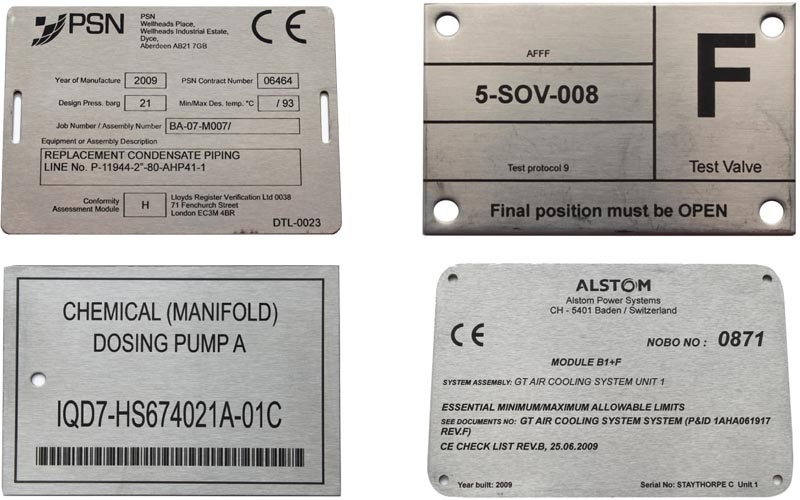 PSN
PSN
Wellheads Place,
Wellheads Industrial Estate,
Dyce,
Aberdeen AB21 7GB
CE
Year of Manufacture 2009 PSN Contract Number 06464
Design Press. barg 21 Min/Max Des. temp. °C / 93
Job Number / Assembly Number BA-07-M007/
Equipment or Assembly Description
REPLACEMENT CONDENSATE PIPING
LINE No. P-11944-2"-80-AHP41-1
Conformity
Assessment Module H
Lloyds Register Verification Ltd 0038
71 Fenchurch Street
London EC3M 4BR
DTL-0023
AFFF
5-SOV-008
Test protocol 9
F
Test Valve
Final position must be OPEN
CHEMICAL (MANIFOLD)
DOSING PUMP A
IQD7-HS674021A-01C
ALSTOM
Alstom Power Systems
CH - 5401 Baden / Switzerland
CE
NOBO NO : 0871
MODULE B1+F
SYSTEM ASSEMBLY: GT AIR COOLING SYSTEM UNIT 1
ESSENTIAL MINIMUM/MAXIMUM ALLOWABLE LIMITS
SEE DOCUMENTS NO: GT AIR COOLING SYSTEM SYSTEM (P&ID 1AHA061917
REV.F)
CE CHECK LIST REV.B, 25.06.2009
Year built: 2009 Serial No: STAYTHORPE C Unit 1